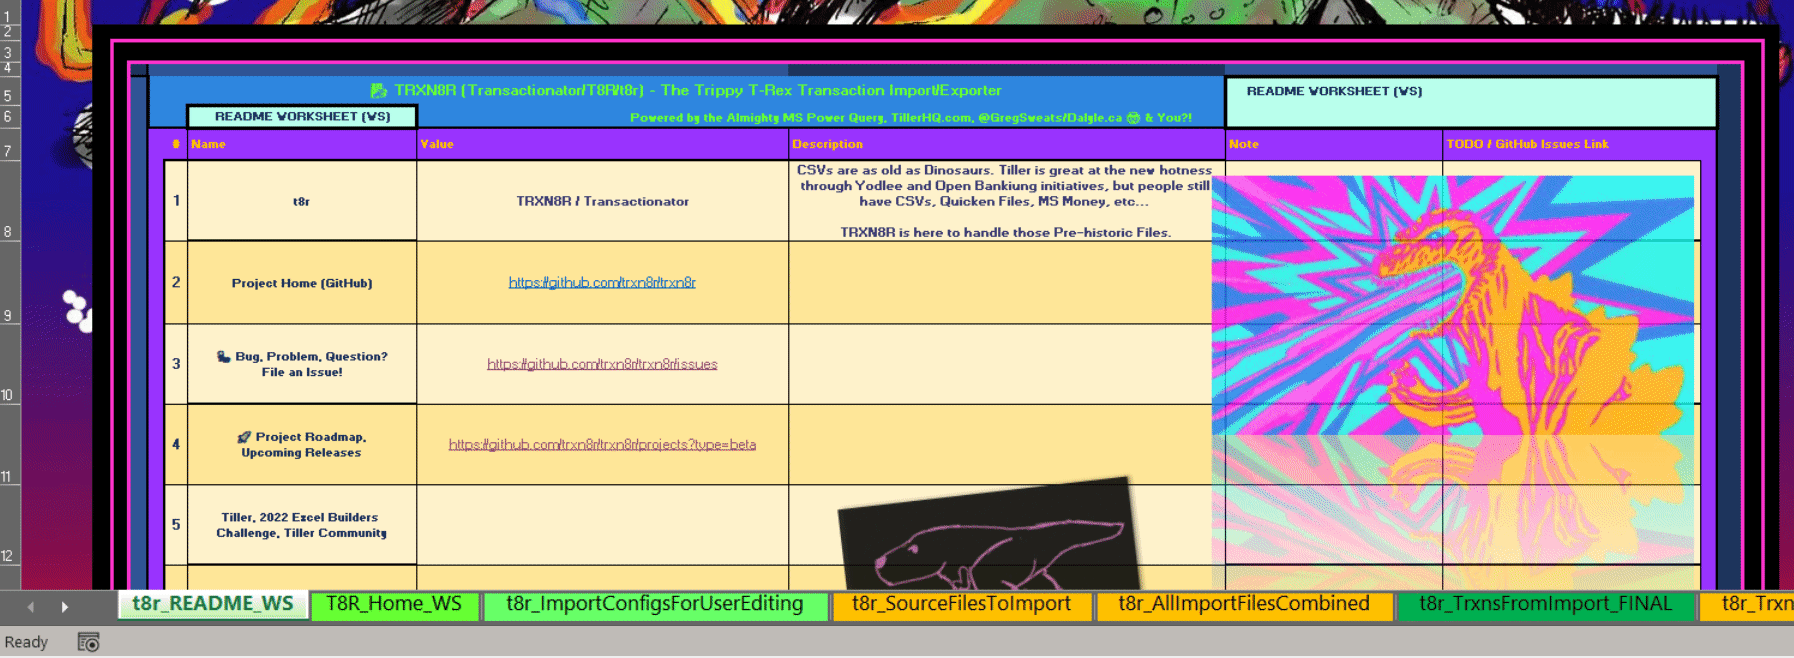 1
2
3
4
5
6
7
8
9
10
11
12
TRXN8R (Transactionator/T8R/t8r) - The Trippy T-Rex Transaction Import/Exporter
README WORKSHEET (WS)
README WORKSHEET (WS)
Powered by the Almighty MS Power Query, TillerHQ.com, @GregSweats/Dalyle.ca & You?!
# Name Value Description Note TODO / GitHub Issues Link
1
t8r
TRXN8R / Transactionator
CSVs are as old as Dinosaurs. Tiller is great at the new hotness
through Yodlee and Open Bankiung initiatives, but people still
have CSVs, Quicken Files, MS Money, etc...
TRXN8R is here to handle those Pre-historic Files.
2
Project Home (GitHub)
https://github.com/trxn8r/trxn8r
3
Bug, Problem, Question?
File an Issue!
https://github.com/trxn8r/trxn8r/issues
4
Project Roadmap,
Upcoming Releases
https://github.com/trxn8r/trxn8r/projects?type=beta
5
Tiller, 2022 Excel Builders
Challenge, Tiller Community
t8r_README_WS T8R_Home_WS t8r_ImportConfigsForUserEditing t8r_SourceFilesToImport t8r_AllImportFilesCombined t8r_TrxnsFromImport_FINAL t8r_Trxn
Ready